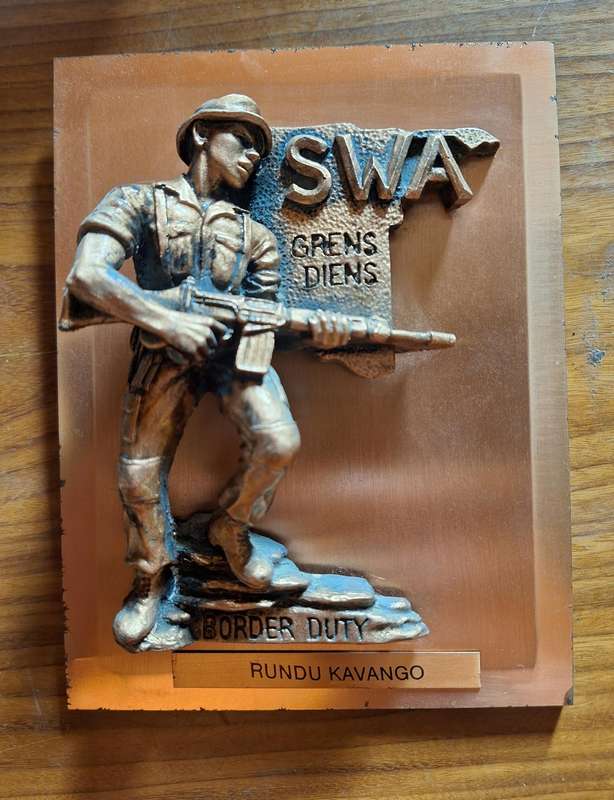 SWA
GRENS
DIENS
BORDER DUTY
RUNDU KAVANGO